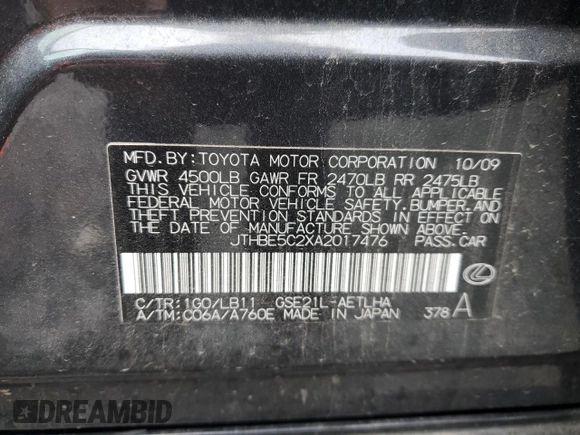 MFD.BY:TOYOTA MOTOR CORPORATION 10/09
GVWR 4500LB GAWR FR 2470LB RR 2475LB
THIS VEHICLE CONFORMS TO ALL APPLICABLE
FEDERAL MOTOR VEHICLE SAFETY, BUMPER, AND
THEFT PREVENTION STANDARDS IN EFFECT ON
THE DATE OF MANUFACTURE SHOWN ABOVE.
JTHBE5C2XA2017476 PASS.CAR
C/TR:1G0/LB11 GSE21L-AETLHA
A/TM:C06A/A760E MADE IN JAPAN 378 A
DREAMBID